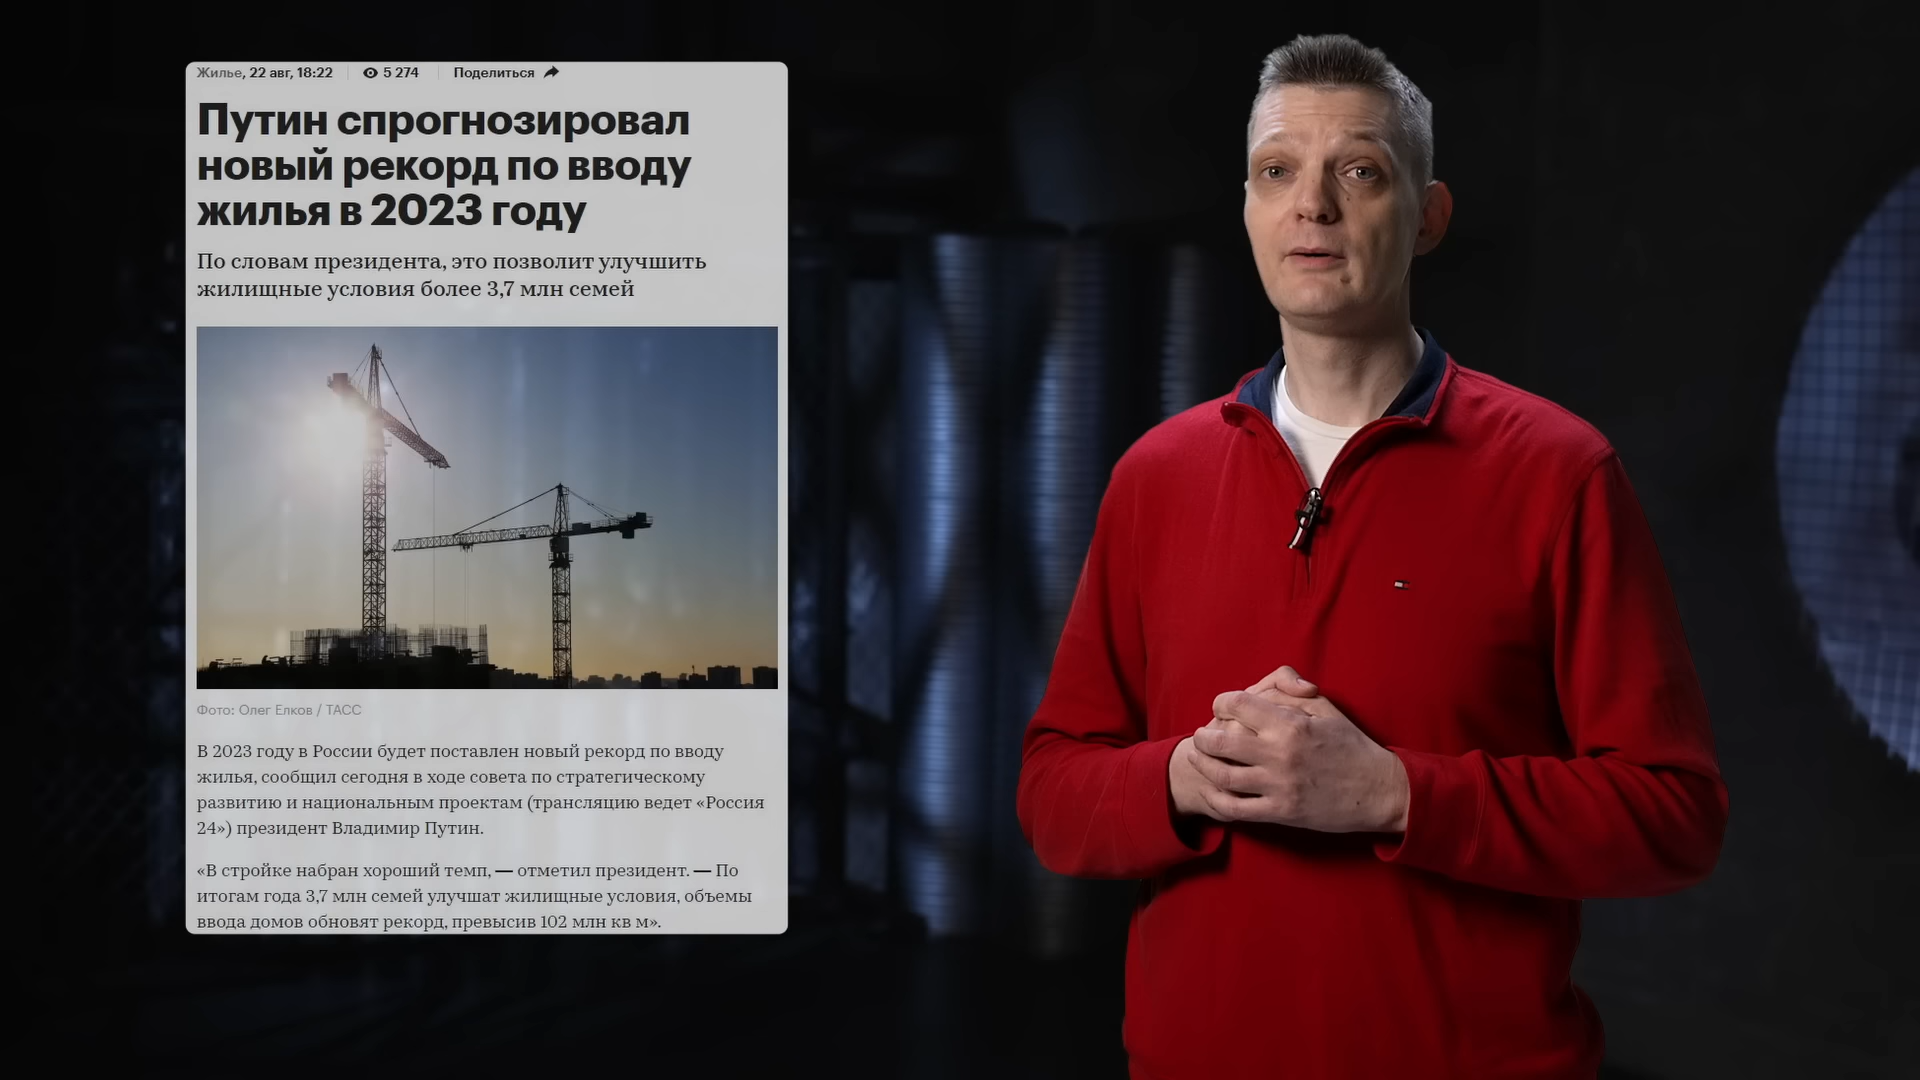 Жилье, 22 авг, 18:22 5 274 Поделиться
Путин спрогнозировал
новый рекорд по вводу
жилья в 2023 году
По словам президента, это позволит улучшить
жилищные условия более 3,7 млн семей
Фото: Олег Елков / ТАСС
В 2023 году в России будет поставлен новый рекорд по вводу
жилья, сообщил сегодня в ходе совета по стратегическому
развитию и национальным проектам (трансляцию ведет «Россия
24») президент Владимир Путин.
«В стройке набран хороший темп, — отметил президент. — По
итогам года 3,7 млн семей улучшат жилищные условия, объемы
ввода домов обновят рекорд, превысив 102 млн кв м».